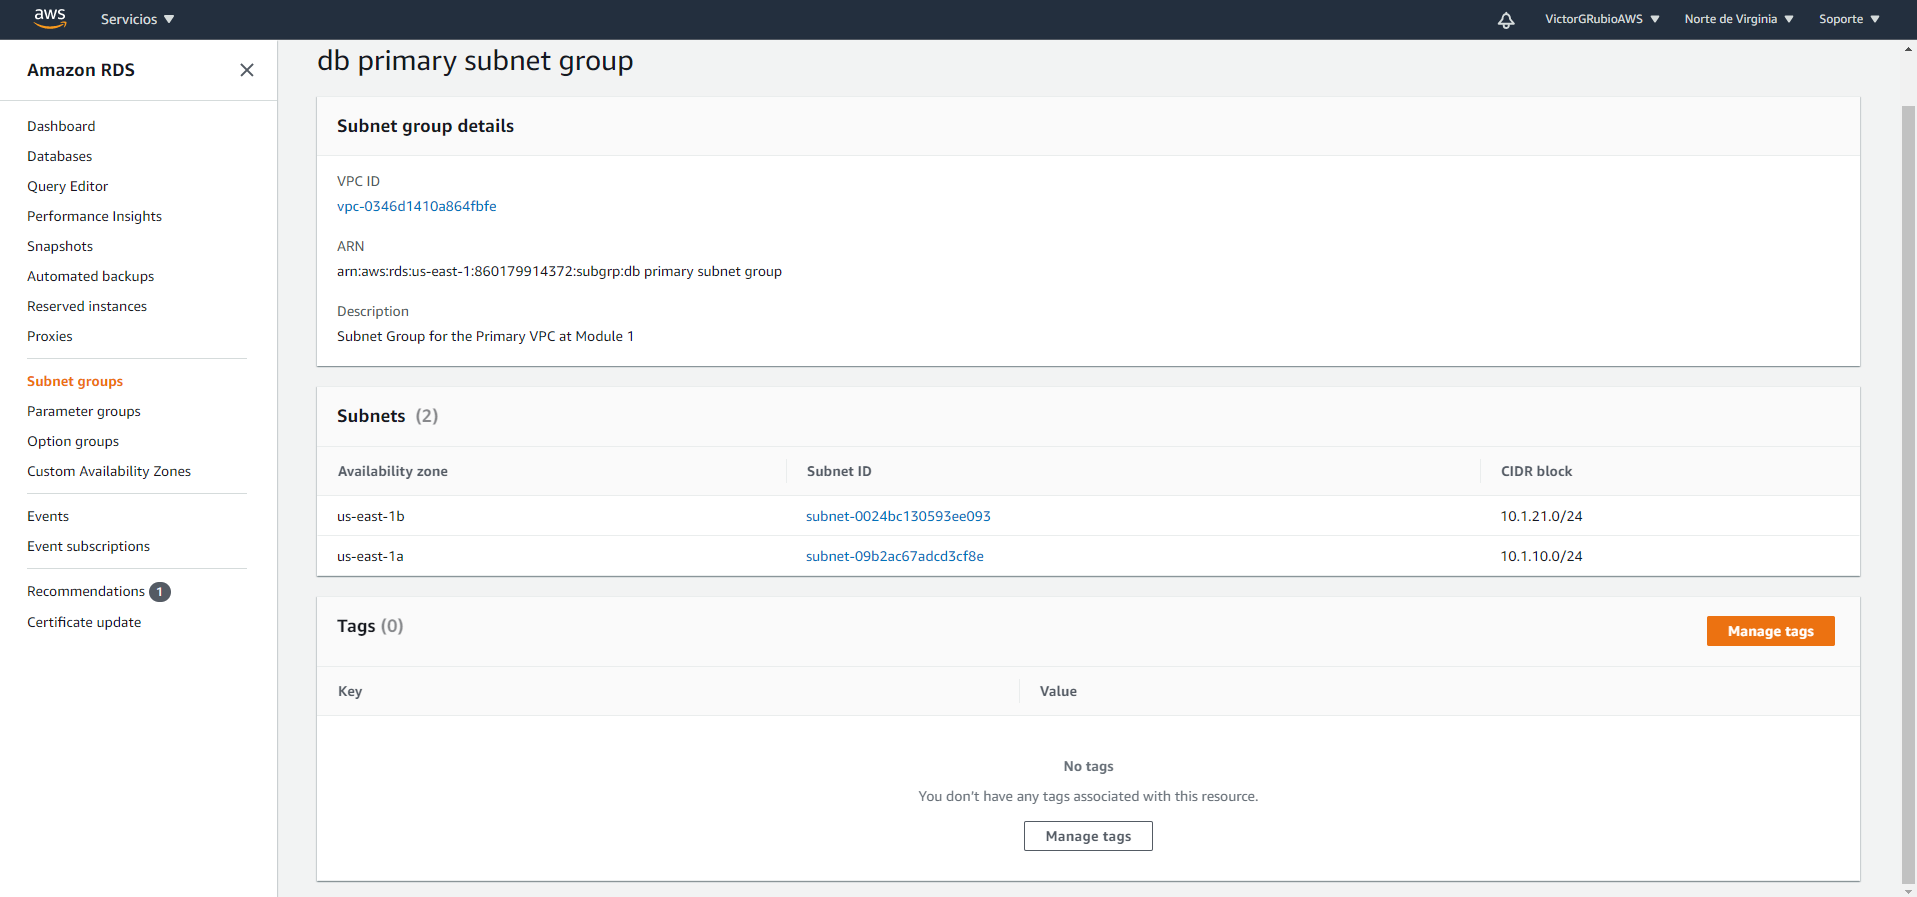 aws Servicios VictorGRubioAWS Norte de Virginia Soporte
Amazon RDS
Dashboard
Databases
Query Editor
Performance Insights
Snapshots
Automated backups
Reserved instances
Proxies
Subnet groups
Parameter groups
Option groups
Custom Availability Zones
Events
Event subscriptions
Recommendations 1
Certificate update
db primary subnet group
Subnet group details
VPC ID
vpc-0346d1410a864fbfe
ARN
arn:aws:rds:us-east-1:860179914372:subgrp:db primary subnet group
Description
Subnet Group for the Primary VPC at Module 1
Subnets (2)
Availability zone Subnet ID CIDR block
us-east-1b subnet-0024bc130593ee093 10.1.21.0/24
us-east-1a subnet-09b2ac67adcd3cf8e 10.1.10.0/24
Tags (0) Manage tags
Key Value
No tags
You don't have any tags associated with this resource.
Manage tags